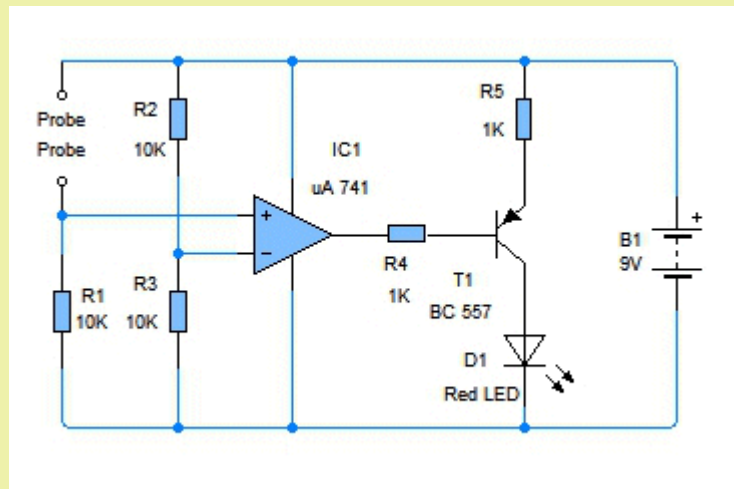 Probe
Probe
R2
10K
R5
1K
IC1
uA 741
+
−
R1
10K
R3
10K
R4
1K
T1
BC 557
D1
Red LED
+
B1
9V